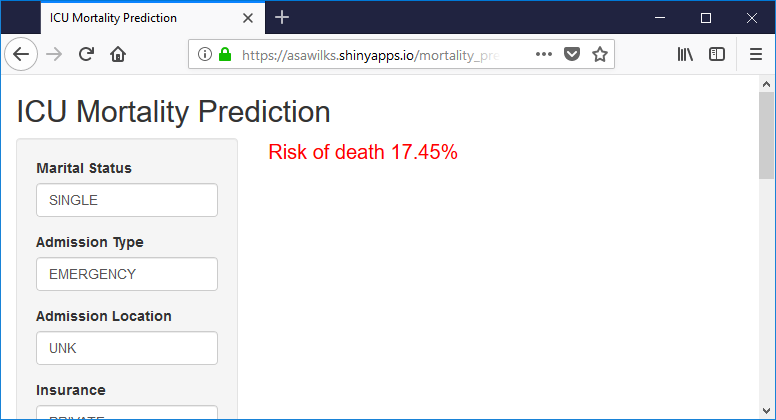 ICU Mortality Prediction
https://asawilks.shinyapps.io/mortality_pre
ICU Mortality Prediction
Risk of death 17.45%
Marital Status
SINGLE
Admission Type
EMERGENCY
Admission Location
UNK
Insurance
PRIVATE